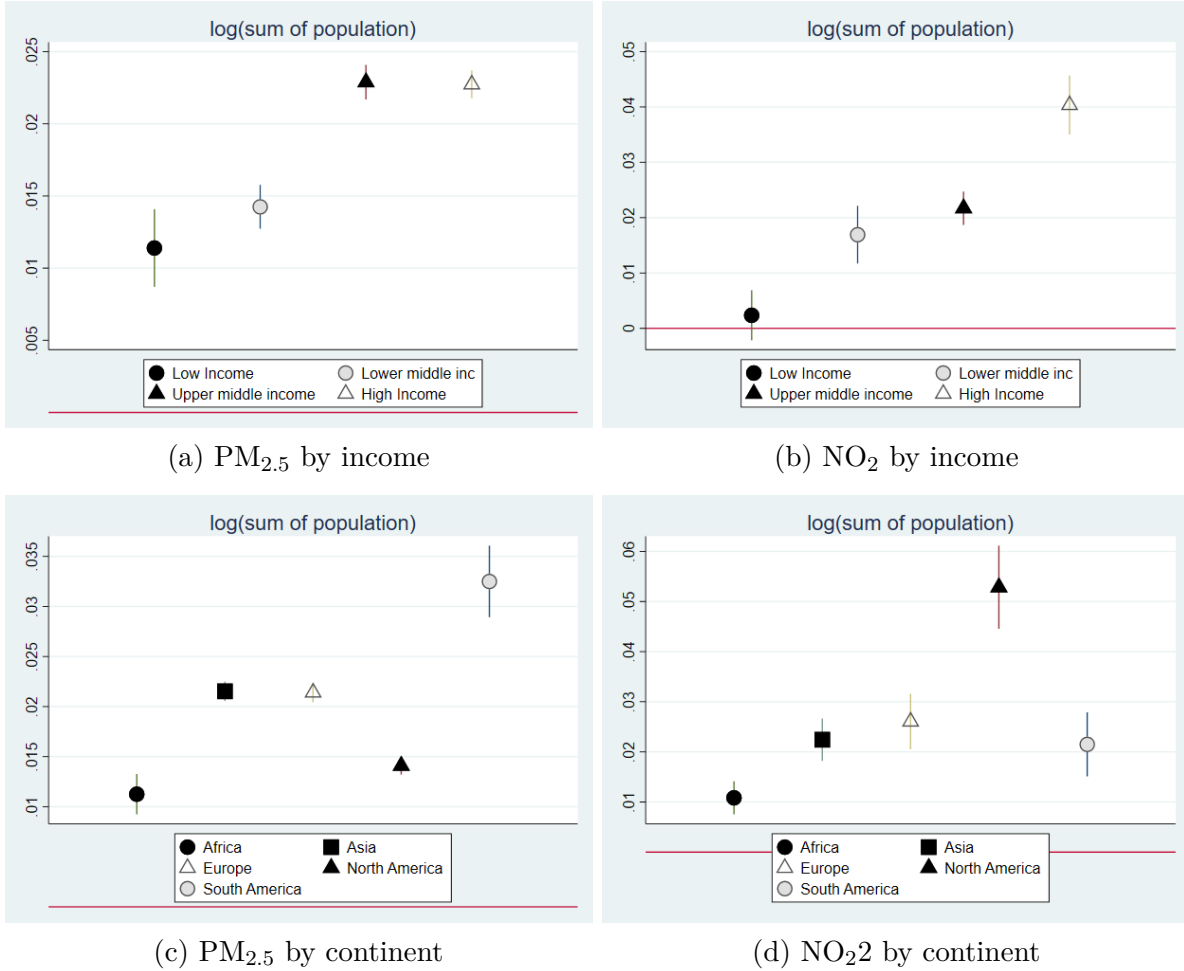 log(sum of population)
.025
.02
.015
.01
.005
Low Income
Lower middle inc
Upper middle income
High Income
(a) PM2.5 by income
log(sum of population)
.05
.04
.03
.02
.01
0
Low Income
Lower middle inc
Upper middle income
High Income
(b) NO2 by income
log(sum of population)
.035
.03
.025
.02
.015
.01
Africa
Asia
Europe
North America
South America
(c) PM2.5 by continent
log(sum of population)
.06
.05
.04
.03
.02
.01
Africa
Asia
Europe
North America
South America
(d) NO22 by continent